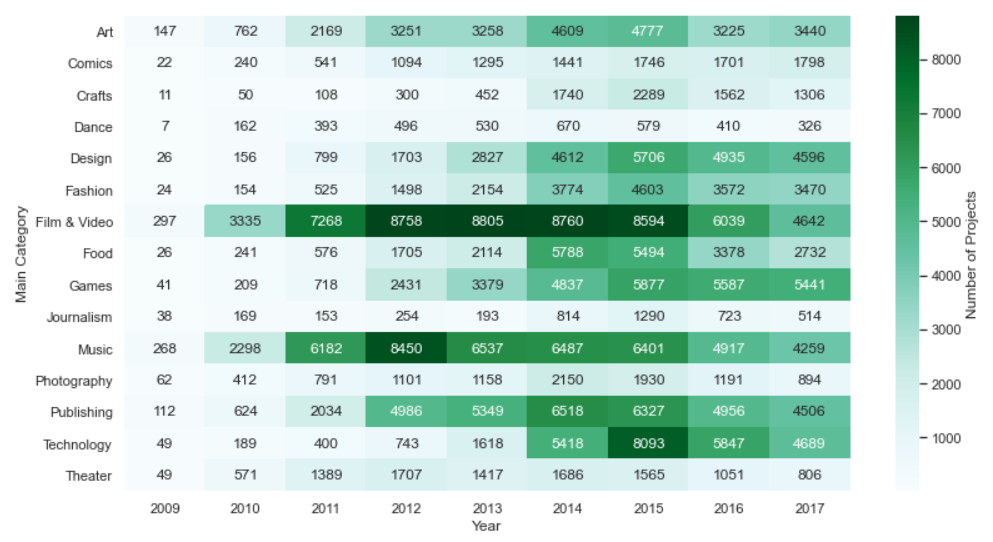 Art 147 762 2169 3251 3258 4609 4777 3225 3440
Comics 22 240 541 1094 1295 1441 1746 1701 1798
Crafts 11 50 108 300 452 1740 2289 1562 1306
Dance 7 162 393 496 530 670 579 410 326
Design 26 156 799 1703 2827 4612 5706 4935 4596
Fashion 24 154 525 1498 2154 3774 4603 3572 3470
Film & Video 297 3335 7268 8758 8805 8760 8594 6039 4642
Food 26 241 576 1705 2114 5788 5494 3378 2732
Games 41 209 718 2431 3379 4837 5877 5587 5441
Journalism 38 169 153 254 193 814 1290 723 514
Music 268 2298 6182 8450 6537 6487 6401 4917 4259
Photography 62 412 791 1101 1158 2150 1930 1191 894
Publishing 112 624 2034 4986 5349 6518 6327 4956 4506
Technology 49 189 400 743 1618 5418 8093 5847 4689
Theater 49 571 1389 1707 1417 1686 1565 1051 806
2009 2010 2011 2012 2013 2014 2015 2016 2017
Year
Main Category
8000
7000
6000
5000
4000
3000
2000
1000
Number of Projects